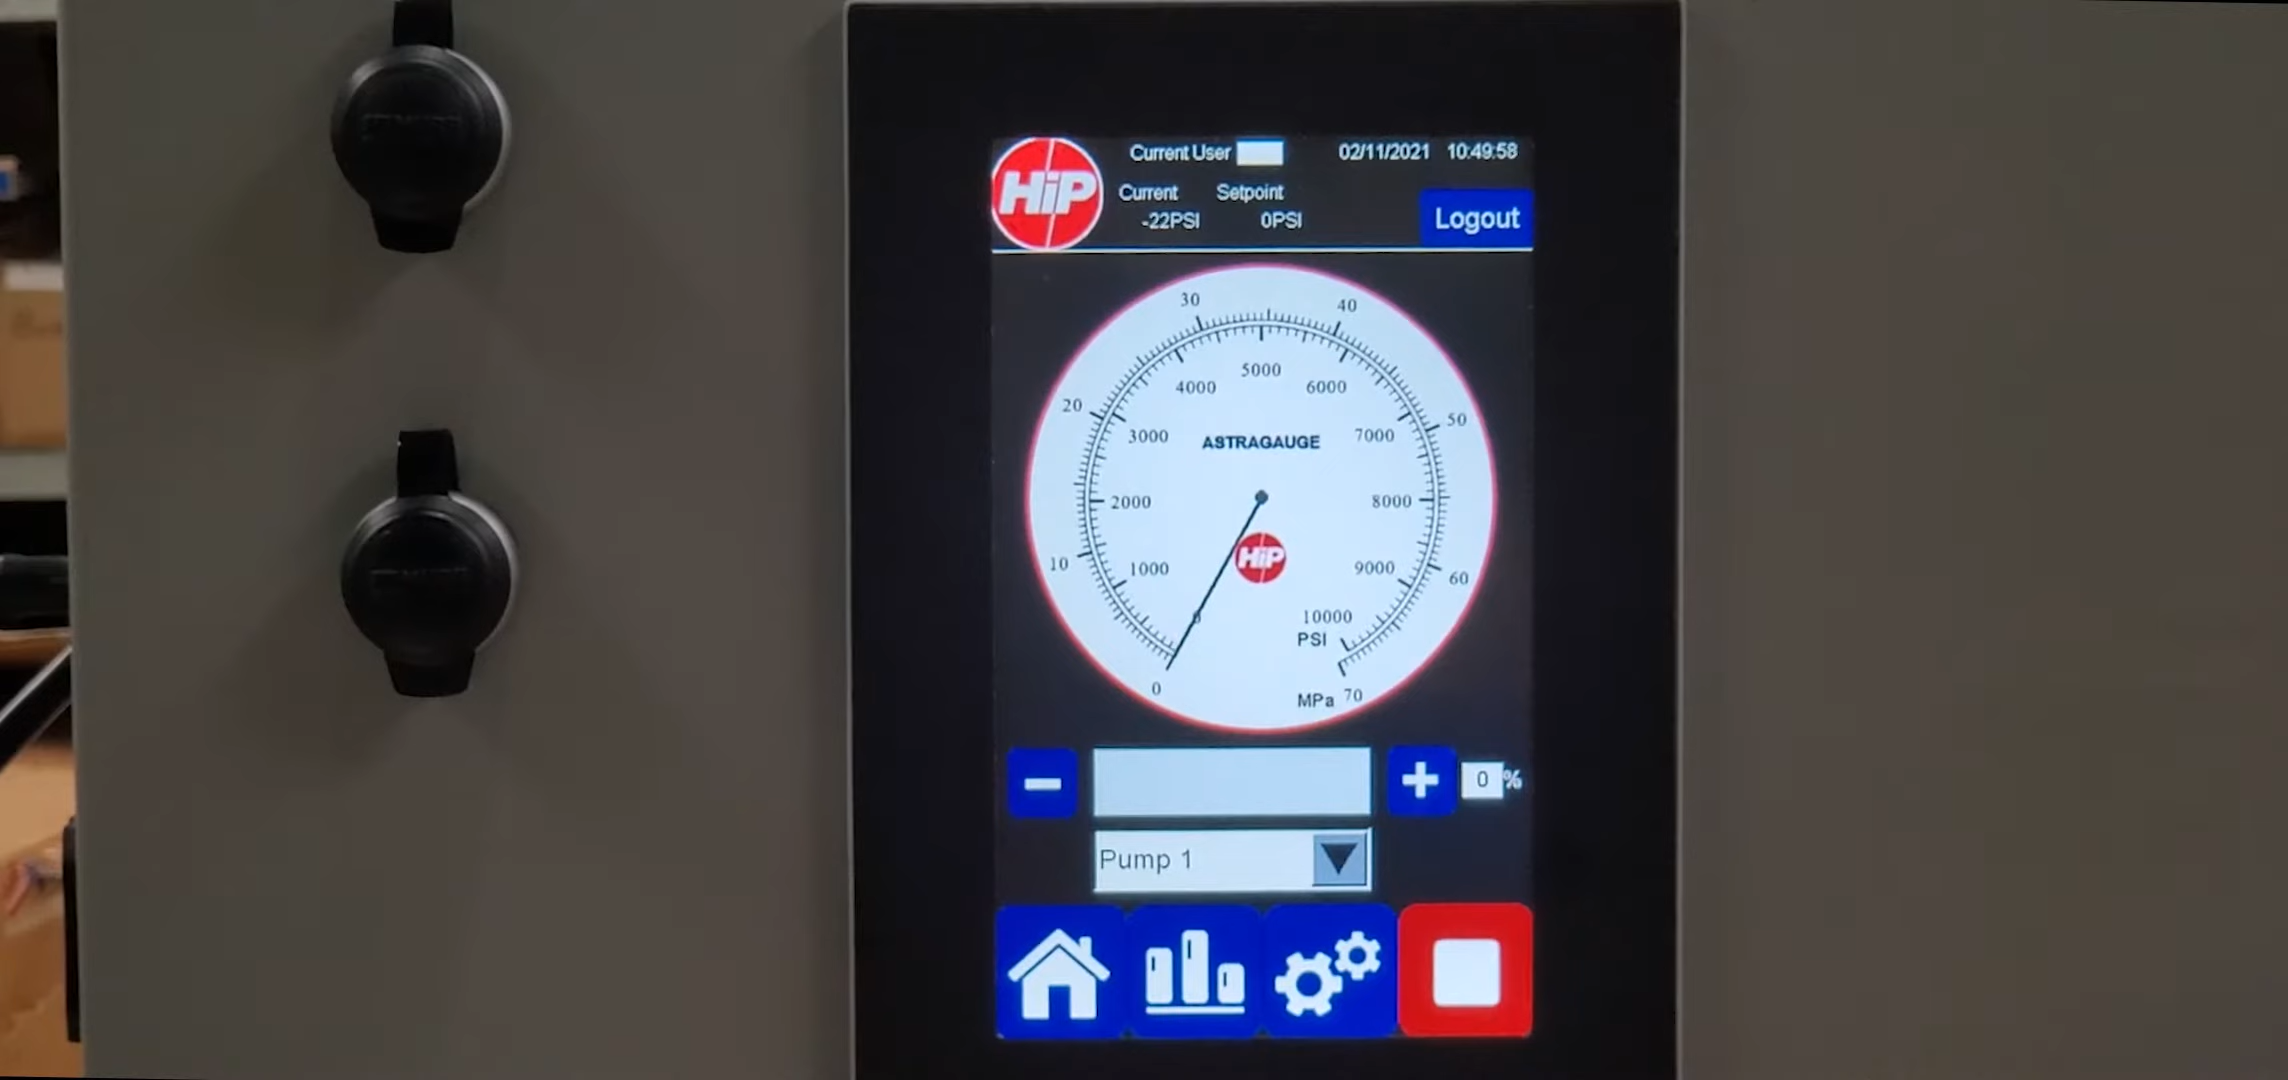 Current User 02/11/2021 10:49:58
HiP
Current Setpoint
-22PSI 0PSI
Logout
30 40
5000
4000 6000
20 50
3000 7000
ASTRAGAUGE
2000 8000
HiP
10 60
1000 9000
0 10000
PSI
0 MPa 70
0 %
Pump 1